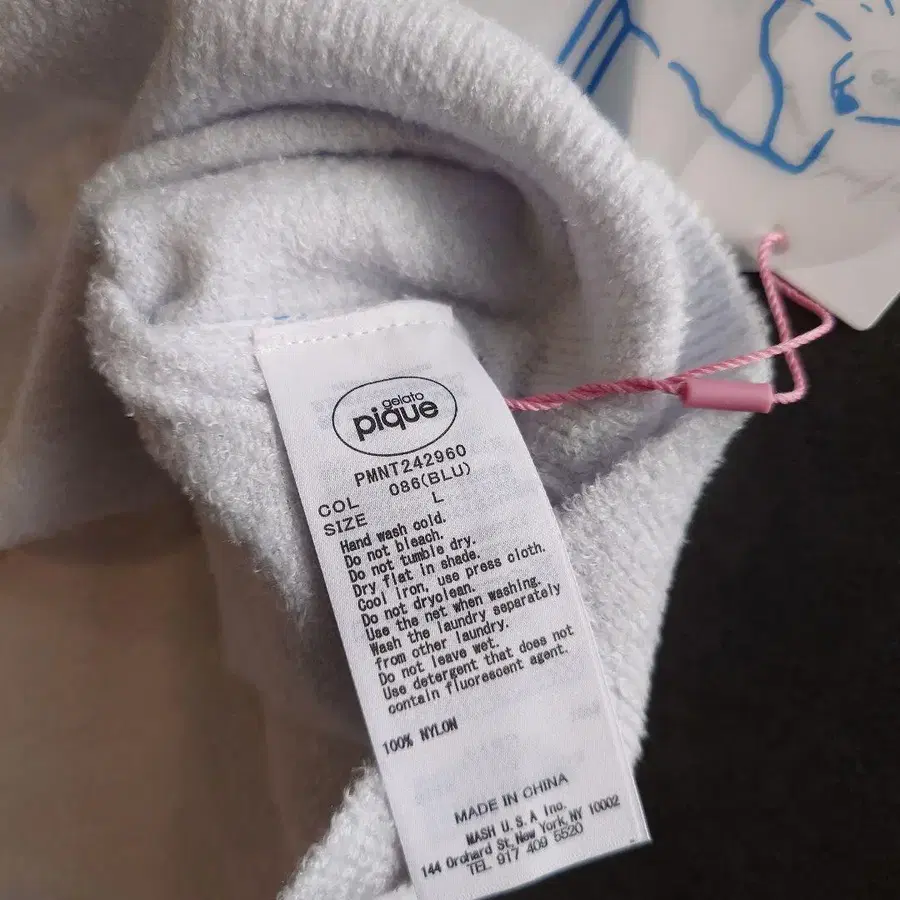 gelato
pique
PMNT242960
COL 086(BLU)
SIZE L
Hand wash cold.
Do not bleach.
Do not tumble dry.
Dry flat in shade.
Cool Iron, use press cloth.
Do not dryclean.
Use the net when washing.
Wash the laundry separately
from other laundry.
Do not leave wet.
Use detergent that does not
contain fluorescent agent.
100% NYLON
MADE IN CHINA
MASH U.S.A Inc.
144 Orohard St, New York, NY 10002
TEL 917 409 5520